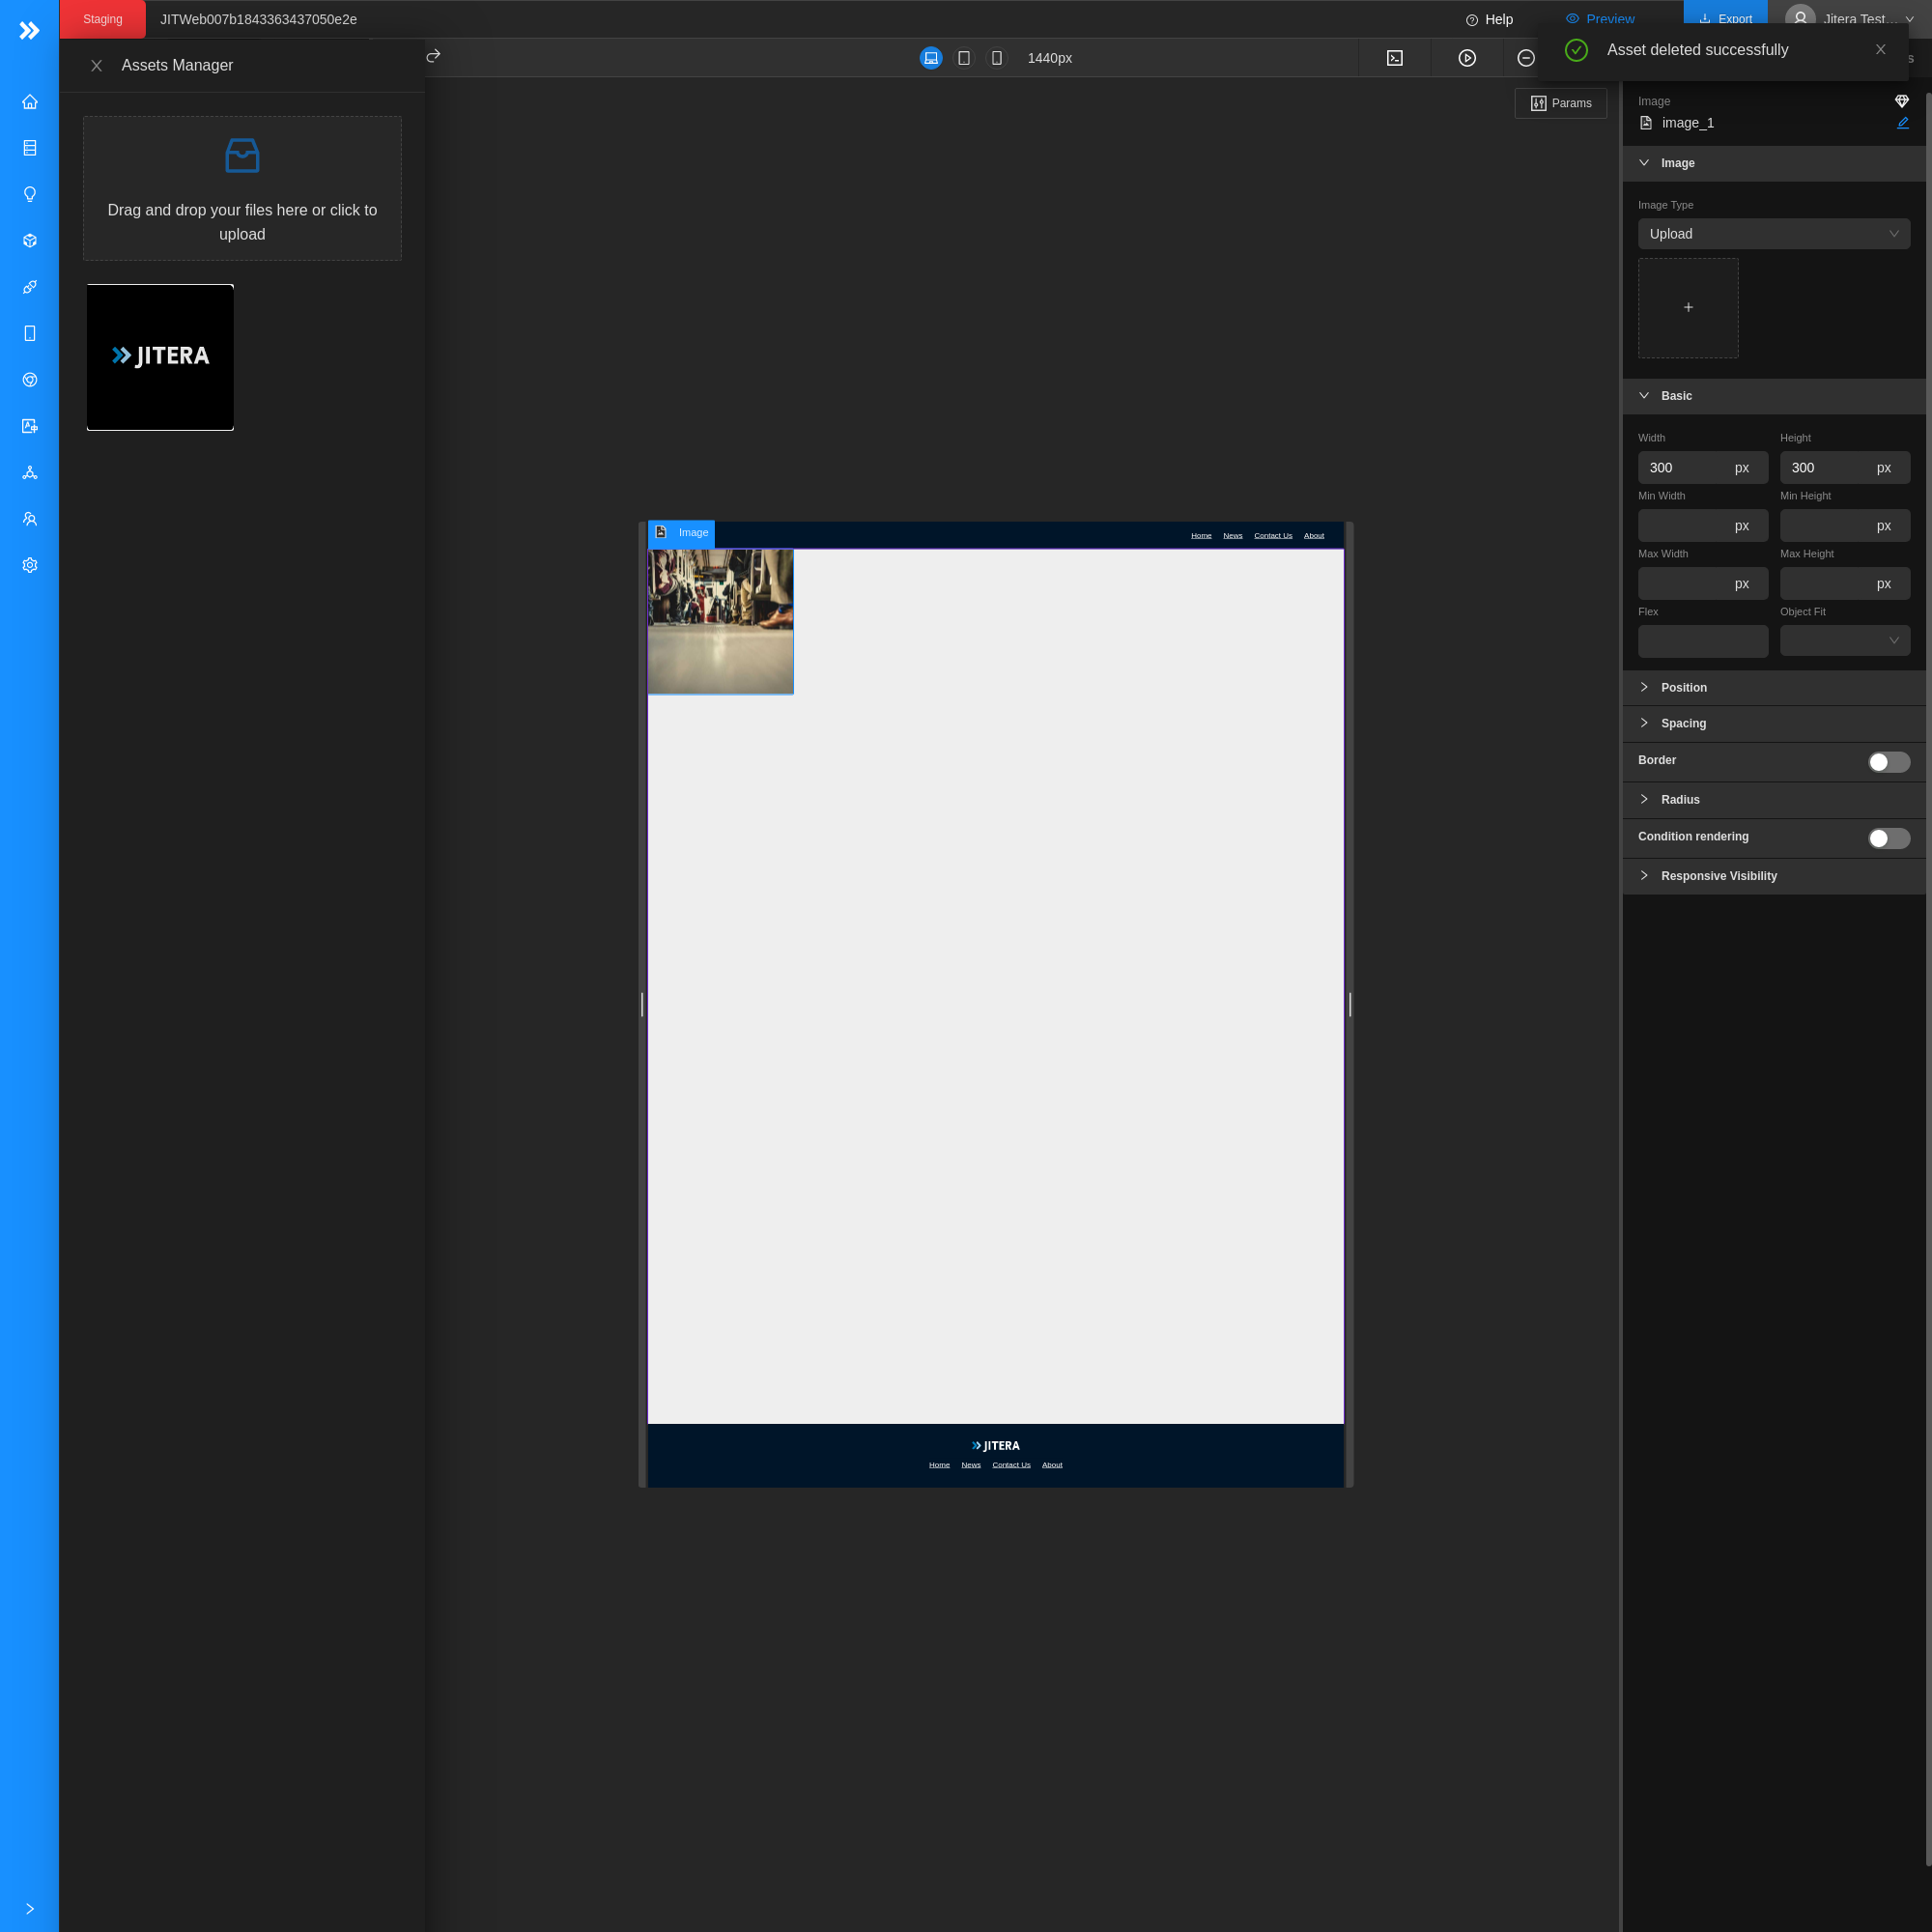 Staging
JITWeb007b1843363437050e2e
Help
Preview
Export
Jitera Test...
Asset deleted successfully
Assets Manager
1440px
Params
Drag and drop your files here or click to
upload
JITERA
Image
image_1
Image
Image Type
Upload
Basic
Width
Height
300 px
300 px
Min Width
Min Height
px
px
Max Width
Max Height
px
px
Flex
Object Fit
Position
Spacing
Border
Radius
Condition rendering
Responsive Visibility
Image
Home News Contact Us About
JITERA
Home News Contact Us About